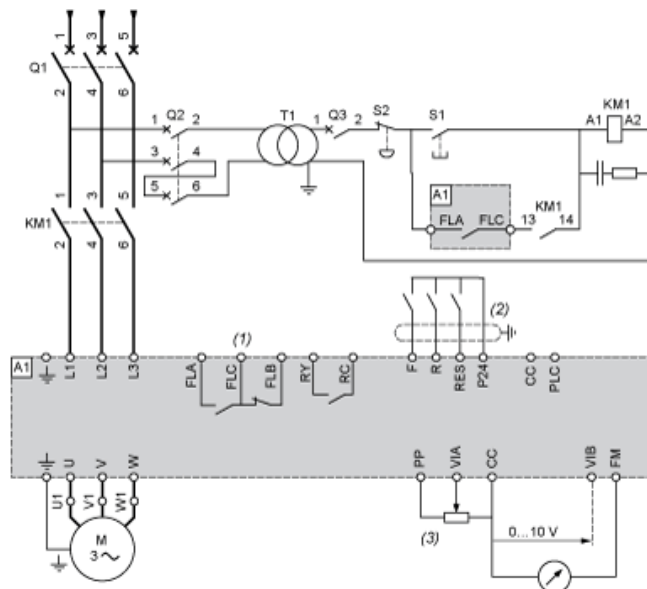 1 3 5
Q1
2 4 6
Q2 T1 Q3 S2 S1 KM1
1 2 1 2 A1 A2
3 4
5 6
A1
FLA FLC 13 KM1 14
1 3 5
KM1
2 4 6
(1) (2)
A1
L1 L2 L3 FLA FLC FLB RY RC F R RES P24 CC PLC
U V W PP VIA CC VIB FM
U1 V1 W1
(3) 0...10 V
M
3